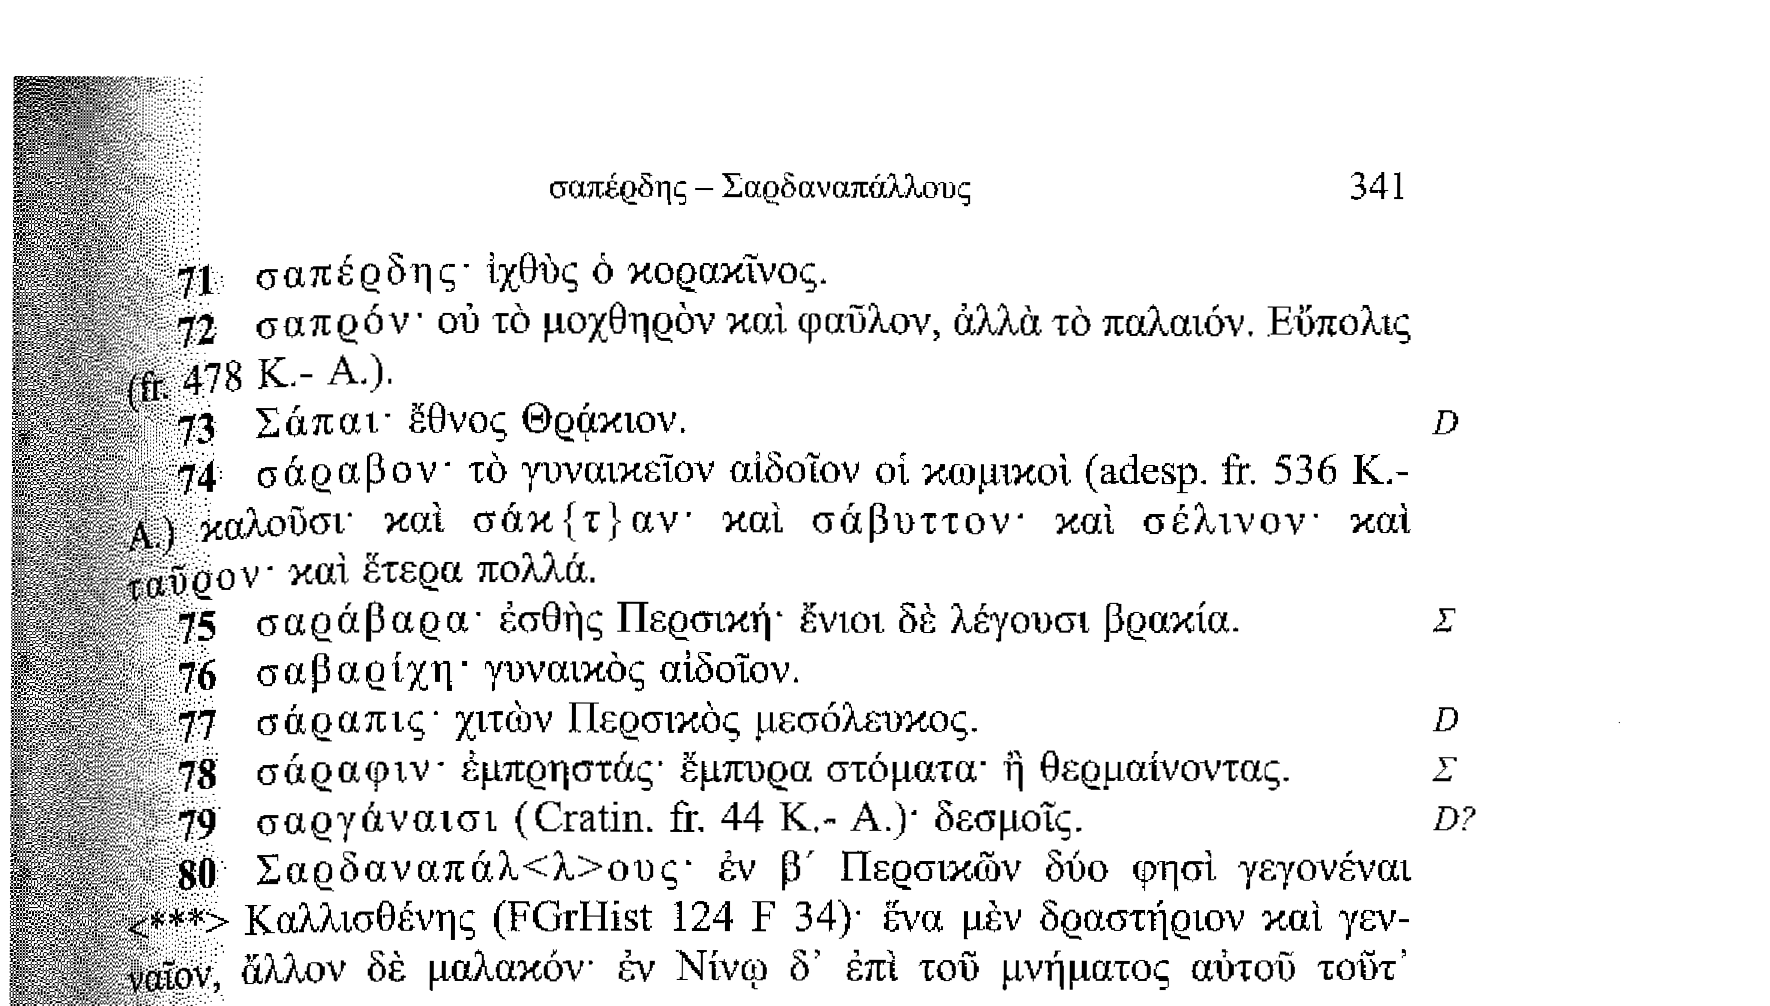 σαπέρδης – Σαρδαναπάλλους 341
71 σαπέρδης· ἰχθὺς ὁ κορακῖνος.
72 σαπρόν· οὐ τὸ μοχθηρὸν καὶ φαῦλον, ἀλλὰ τὸ παλαιόν. Εὔπολις
(fr. 478 K.- A.).
73 Σάπαι· ἔθνος Θρᾴκιον. D
74 σάραβον· τὸ γυναικεῖον αἰδοῖον οἱ κωμικοὶ (adesp. fr. 536 K.-
A.) καλοῦσι· καὶ σάκ{τ}αν· καὶ σάβυττον· καὶ σέλινον· καὶ
ταῦρον· καὶ ἕτερα πολλά.
75 σαράβαρα· ἐσθὴς Περσική· ἔνιοι δὲ λέγουσι βρακία. Σ
76 σαβαρίχη· γυναικὸς αἰδοῖον.
77 σάραπις· χιτὼν Περσικὸς μεσόλευκος. D
78 σάραφιν· ἐμπρηστάς· ἔμπυρα στόματα· ἢ θερμαίνοντας. Σ
79 σαργάναισι (Cratin. fr. 44 K.- A.)· δεσμοῖς. D?
80 Σαρδαναπάλ<λ>ους· ἐν β´ Περσικῶν δύο φησὶ γεγονέναι
<***> Καλλισθένης (FGrHist 124 F 34)· ἕνα μὲν δραστήριον καὶ γεν-
ναῖον, ἄλλον δὲ μαλακόν· ἐν Νίνῳ δ’ ἐπὶ τοῦ μνήματος αὐτοῦ τοῦτ’